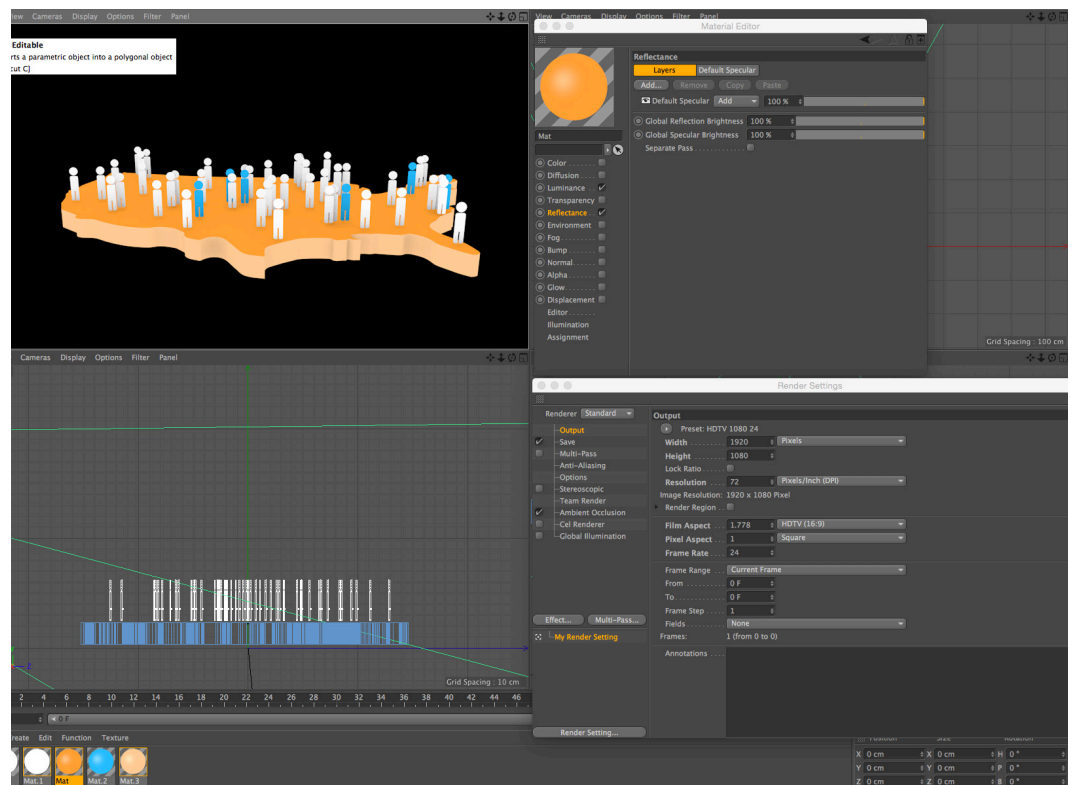 iew Cameras Display Options Filter Panel
Editable
rts a parametric object into a polygonal object
cut C)
View Cameras Display Options Filter Panel
Material Editor
Reflectance
Layers Default Specular
Add... Remove Copy Paste
Default Specular Add 100 %
Global Reflection Brightness 100 %
Global Specular Brightness 100 %
Separate Pass
Mat
Color
Diffusion
Luminance
Transparency
Reflectance
Environment
Fog
Bump
Normal
Alpha
Glow
Displacement
Editor
Illumination
Assignment
Grid Spacing : 100 cm
Cameras Display Options Filter Panel
Z
Grid Spacing : 10 cm
2 4 6 8 10 12 14 16 18 20 22 24 26 28 30 32 34 36 38 40 42 44 46
0 F
reate Edit Function Texture
Mat.1 Mat Mat.2 Mat.3
Render Settings
Renderer Standard
Output
Save
Multi-Pass
Anti-Aliasing
Options
Stereoscopic
Team Render
Ambient Occlusion
Cel Renderer
Global Illumination
Effect... Multi-Pass...
My Render Setting
Render Setting...
Output
Preset: HDTV 1080 24
Width 1920 Pixels
Height 1080
Lock Ratio
Resolution 72 Pixels/Inch (DPI)
Image Resolution: 1920 x 1080 Pixel
Render Region
Film Aspect 1.778 HDTV (16:9)
Pixel Aspect 1 Square
Frame Rate 24
Frame Range Current Frame
From 0 F
To 0 F
Frame Step 1
Fields None
Frames: 1 (from 0 to 0)
Annotations
X 0 cm X 0 cm H 0 °
Y 0 cm Y 0 cm P 0 °
Z 0 cm Z 0 cm B 0 °